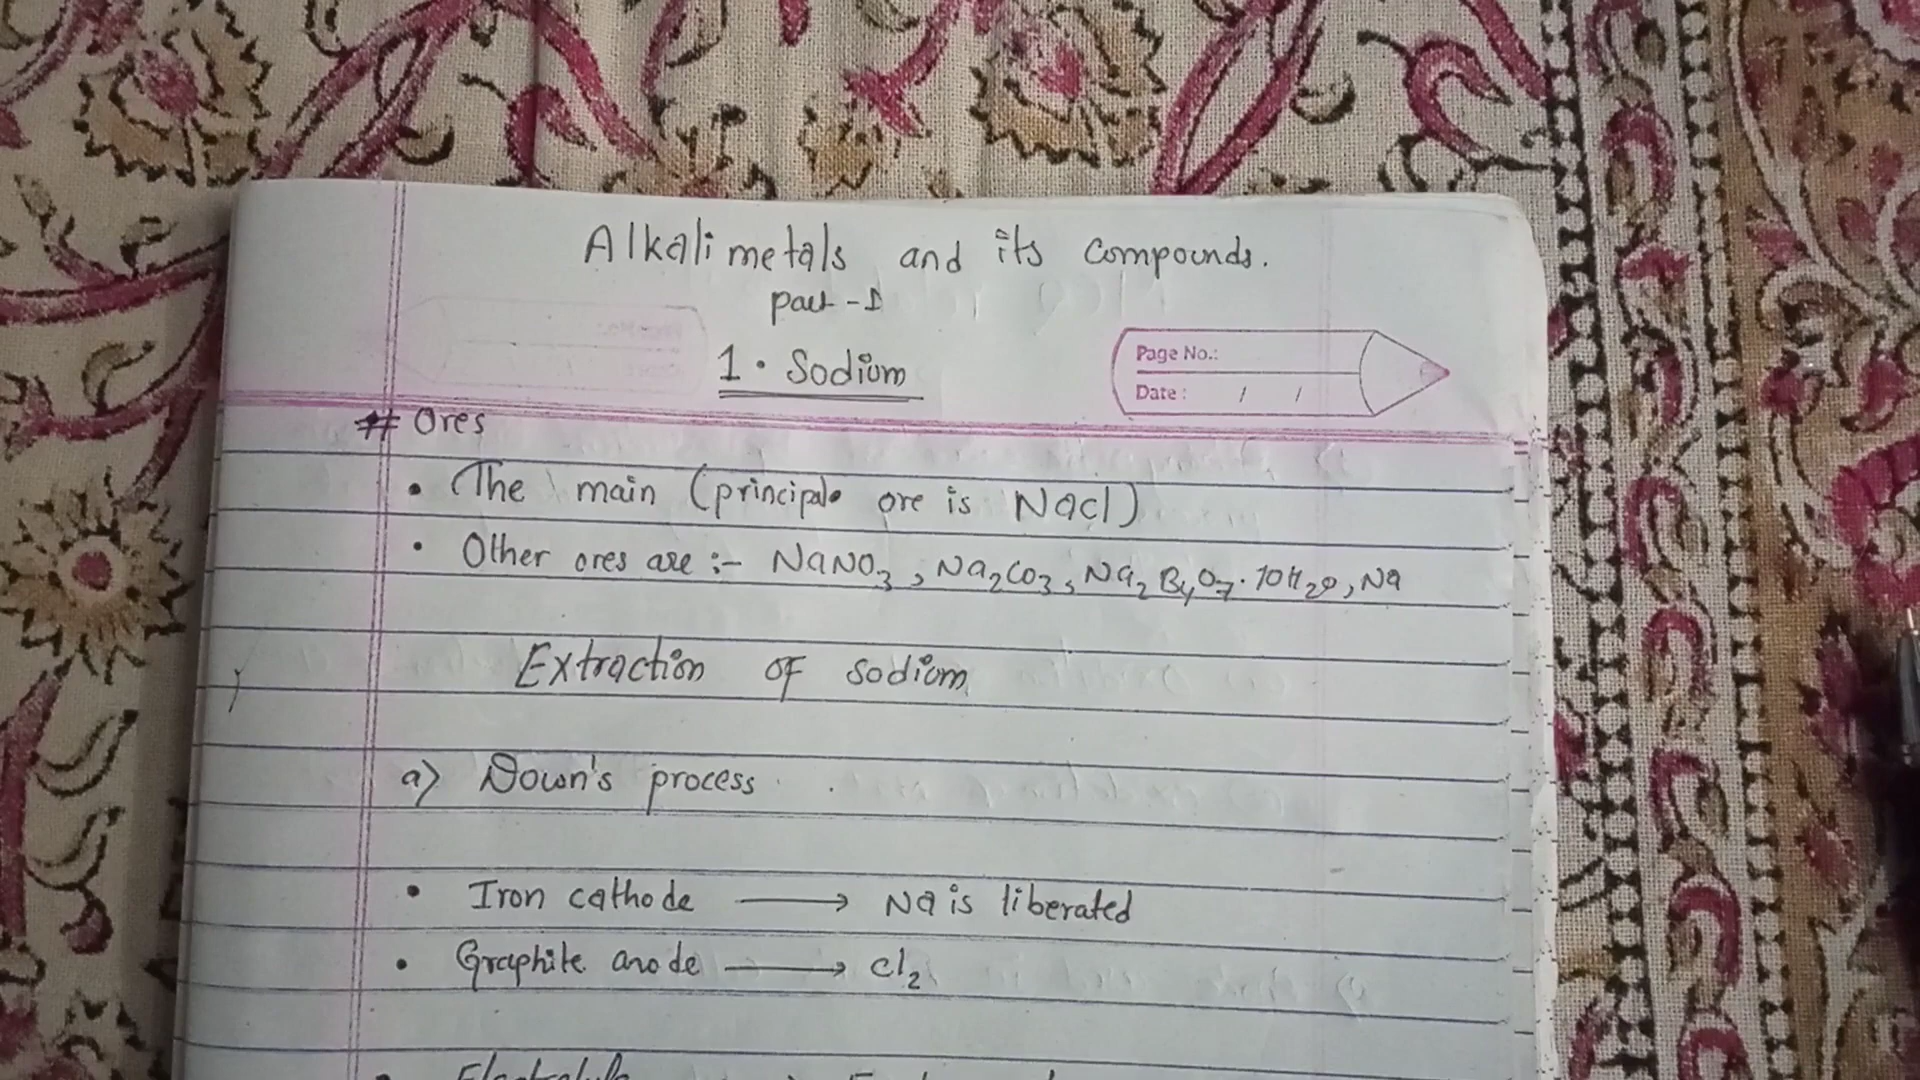 Alkali metals and its compounds.
part - I
1. Sodium
Page No.:
Date : / /
# Ores
• The main (principal ore is NaCl)
• Other ores are :- NaNO3, Na2CO3, Na2B4O7.10H2O, Na
Extraction of sodium
a) Down's process
• Iron cathode → Na is liberated
• Graphite anode → Cl2